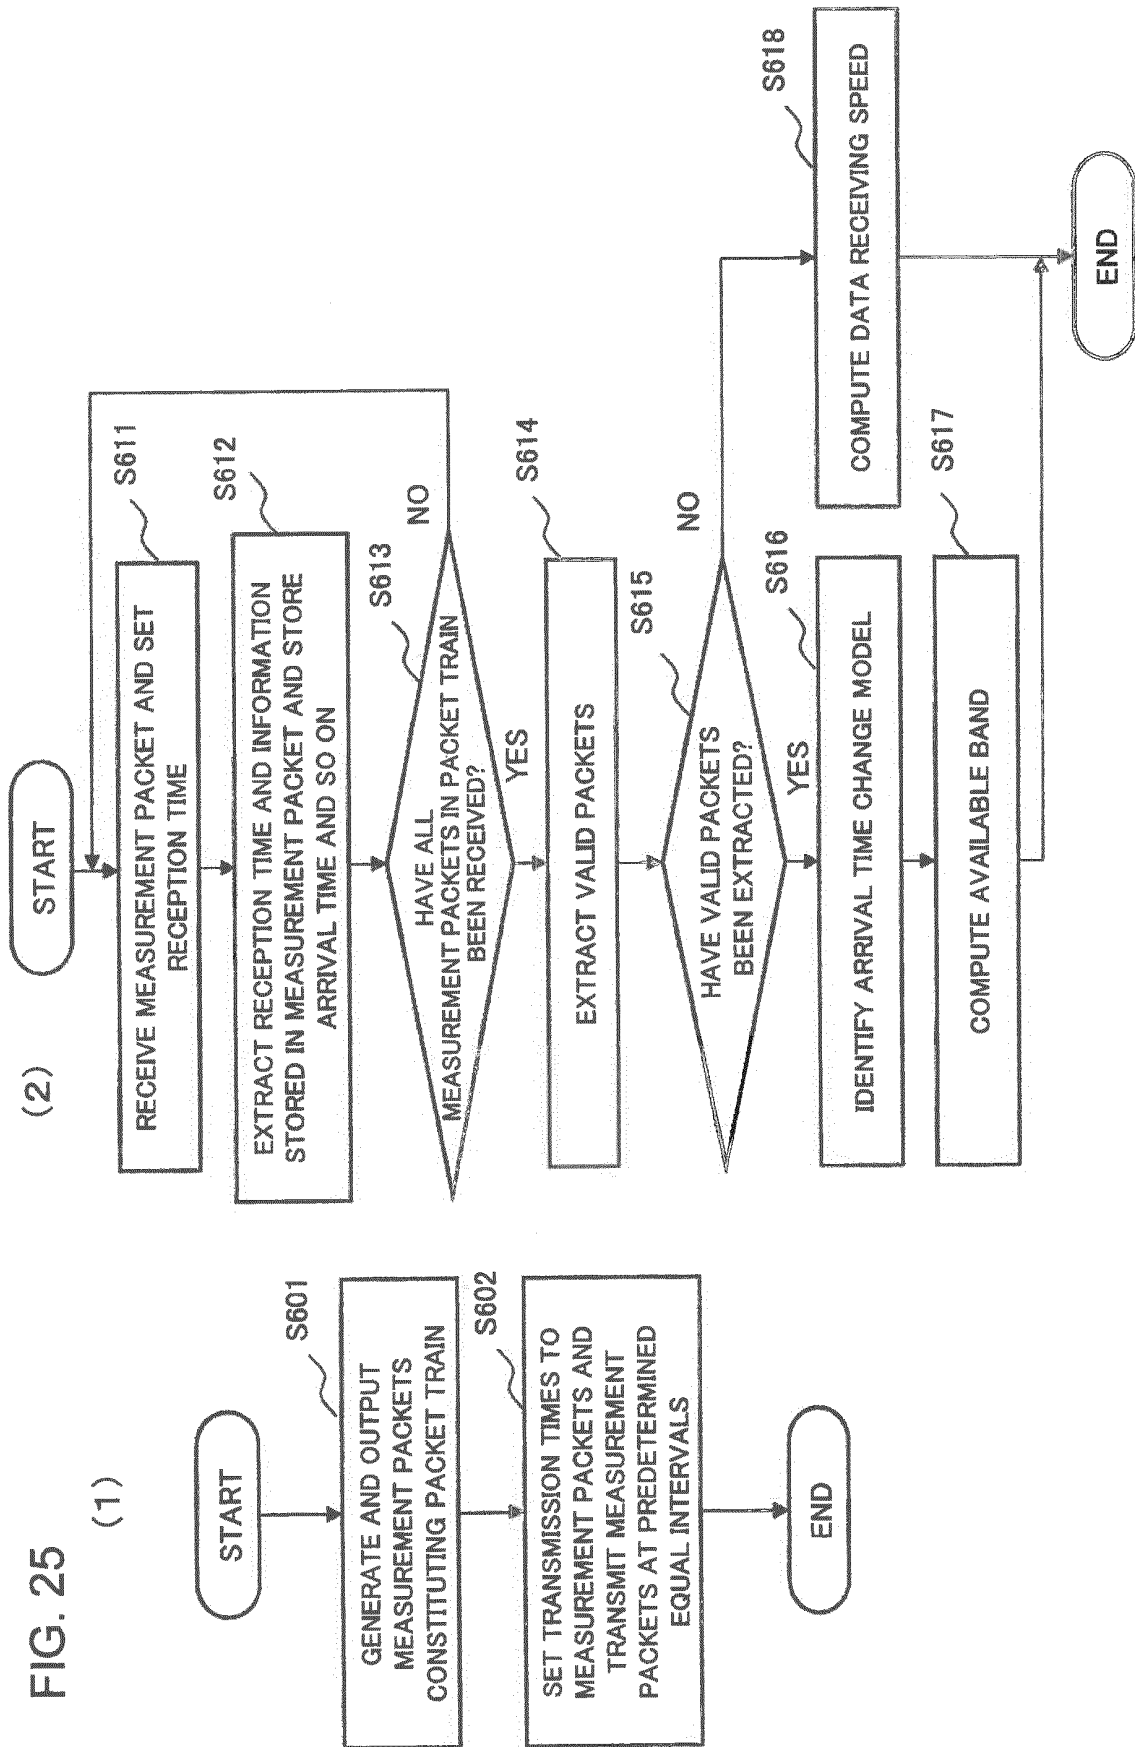 FIG. 25
(1)
START
GENERATE AND OUTPUT
MEASUREMENT PACKETS
CONSTITUTING PACKET TRAIN
S601
SET TRANSMISSION TIMES TO
MEASUREMENT PACKETS AND
TRANSMIT MEASUREMENT
PACKETS AT PREDETERMINED
EQUAL INTERVALS
S602
END
(2)
START
RECEIVE MEASUREMENT PACKET AND SET
RECEPTION TIME
S611
EXTRACT RECEPTION TIME AND INFORMATION
STORED IN MEASUREMENT PACKET AND STORE
ARRIVAL TIME AND SO ON
S612
HAVE ALL
MEASUREMENT PACKETS IN PACKET TRAIN
BEEN RECEIVED?
S613
NO
YES
EXTRACT VALID PACKETS
S614
HAVE VALID PACKETS
BEEN EXTRACTED?
S615
NO
YES
IDENTIFY ARRIVAL TIME CHANGE MODEL
S616
COMPUTE AVAILABLE BAND
S617
COMPUTE DATA RECEIVING SPEED
S618
END